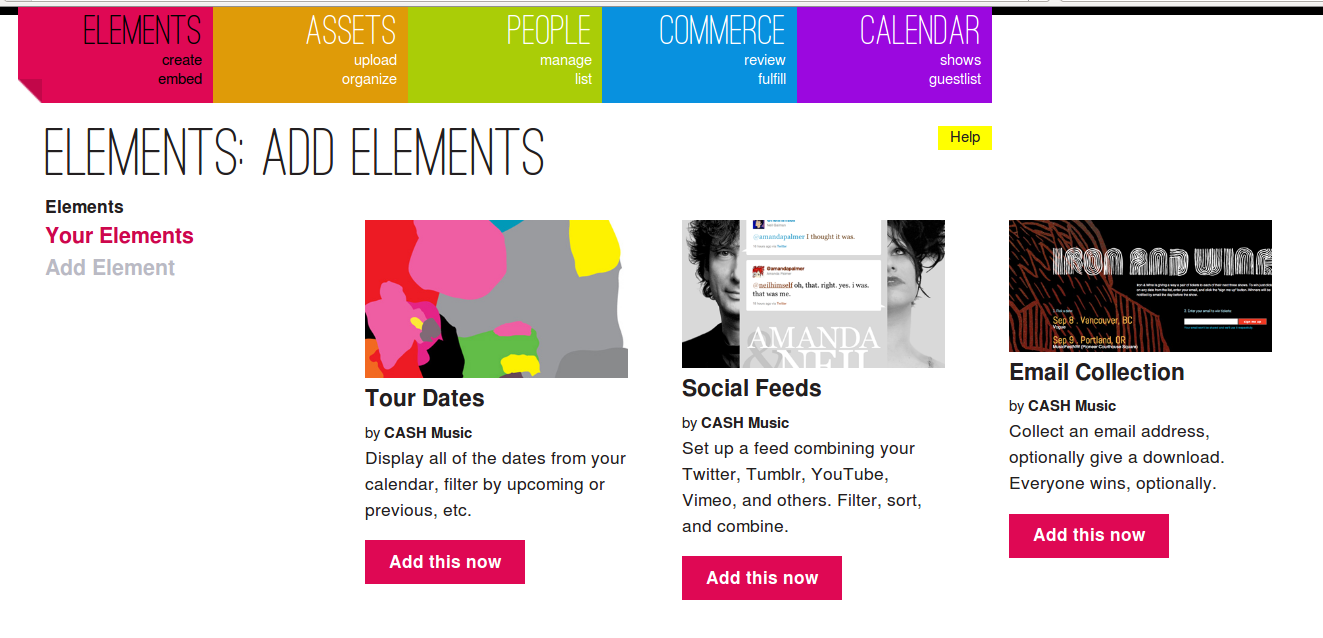 ELEMENTS
create
embed
ASSETS
upload
organize
PEOPLE
manage
list
COMMERCE
review
fulfill
CALENDAR
shows
guestlist
ELEMENTS: ADD ELEMENTS
Help
Elements
Your Elements
Add Element
Tour Dates
by CASH Music
Display all of the dates from your
calendar, filter by upcoming or
previous, etc.
Add this now
@amandapalmer I thought it was.
@amandapalmer
@neilhimself oh, that. right. yes. i was.
that was me.
AMANDA
& NEIL
Social Feeds
by CASH Music
Set up a feed combining your
Twitter, Tumblr, YouTube,
Vimeo, and others. Filter, sort,
and combine.
Add this now
IRON AND WINE
Sep 8 . Vancouver, BC
Vogue
Sep 9 . Portland, OR
MusicFestNW (Pioneer Courthouse Square)
Email Collection
by CASH Music
Collect an email address,
optionally give a download.
Everyone wins, optionally.
Add this now